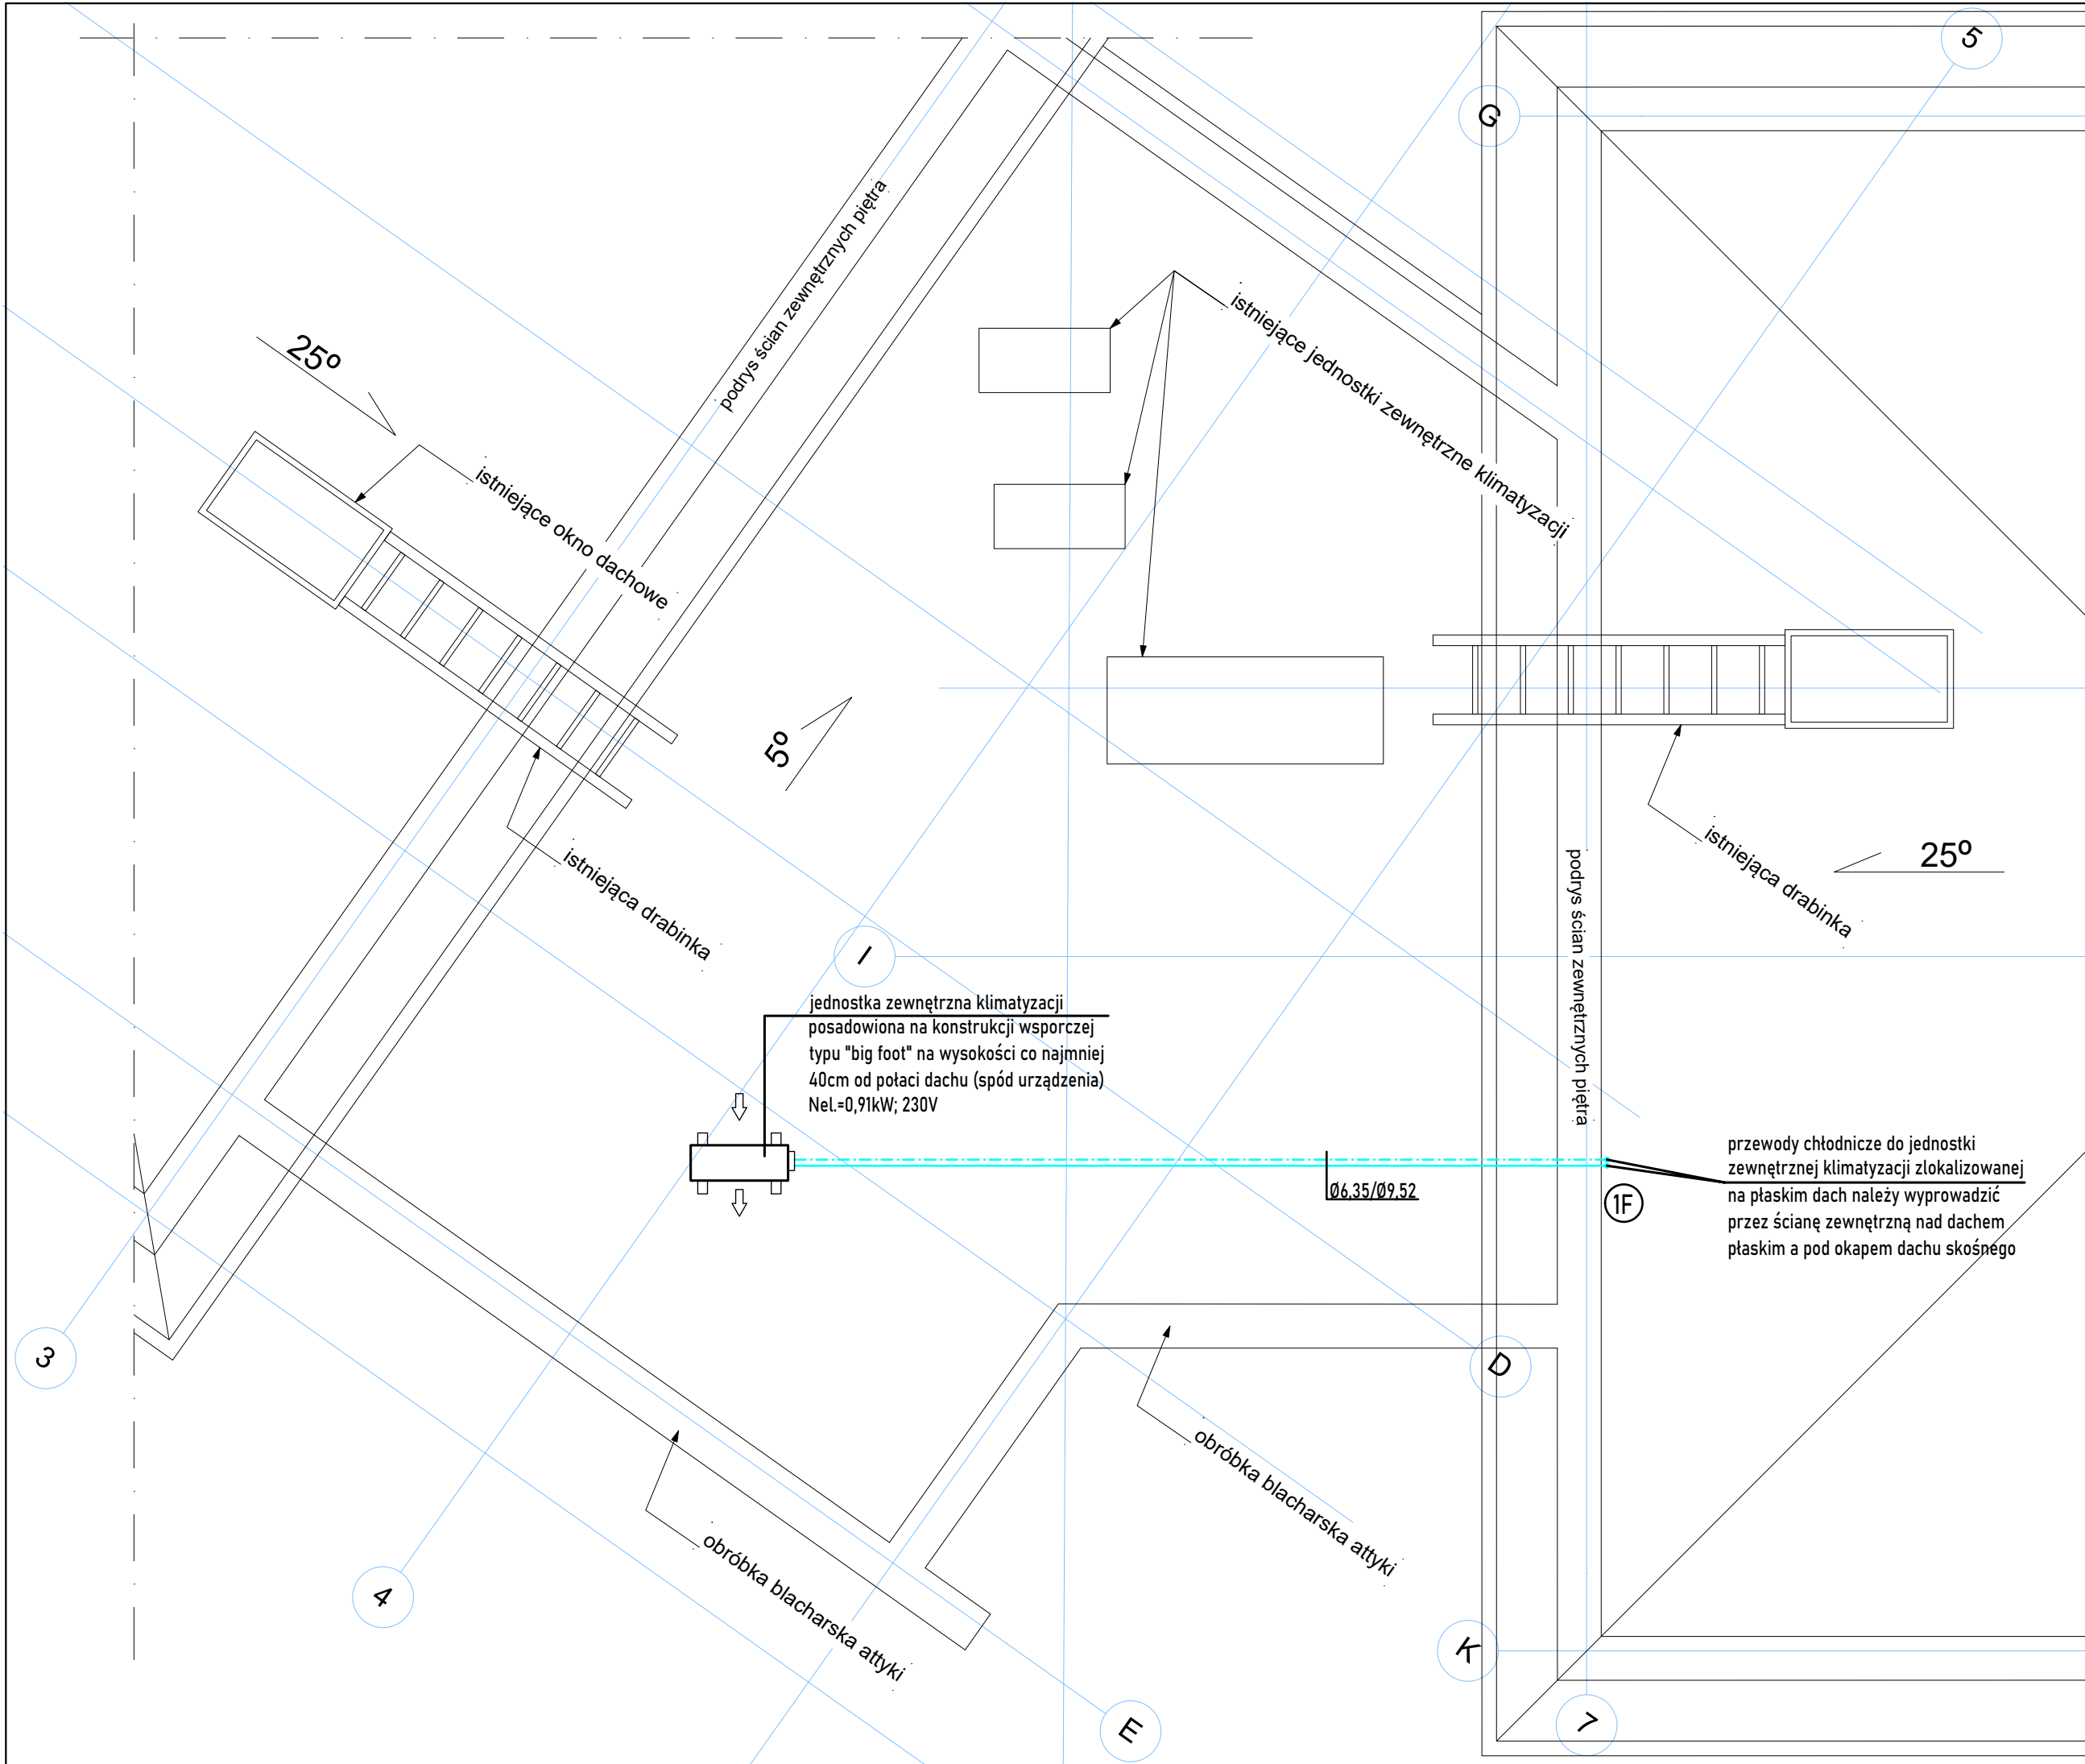 5
G
podrys ścian zewnętrznych piętra
istniejące jednostki zewnętrzne klimatyzacji
25º
istniejące okno dachowe
5º
istniejąca drabinka
istniejąca drabinka
25º
podrys ścian zewnętrznych piętra
I
jednostka zewnętrzna klimatyzacji
posadowiona na konstrukcji wsporczej
typu "big foot" na wysokości co najmniej
40cm od połaci dachu (spód urządzenia)
Nel.=0,91kW; 230V
przewody chłodnicze do jednostki
zewnętrznej klimatyzacji zlokalizowanej
na płaskim dach należy wyprowadzić
przez ścianę zewnętrzną nad dachem
płaskim a pod okapem dachu skośnego
Ø6,35/Ø9,52
1F
3
D
obróbka blacharska attyki
obróbka blacharska attyki
4
K
E
7